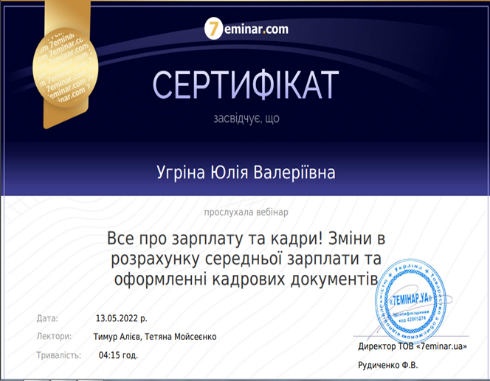 7eminar.com
СЕРТИФІКАТ
засвідчує, що
Угріна Юлія Валеріївна
прослухала вебінар
Все про зарплату та кадри! Зміни в
розрахунку середньої зарплати та
оформленні кадрових документів
Дата: 13.05.2022 р.
Лектори: Тимур Алієв, Тетяна Мойсеєнко
Тривалість: 04:15 год.
«7ЕМІНАР.UA»
Директор ТОВ «7eminar.ua»
Рудиченко Ф.В.